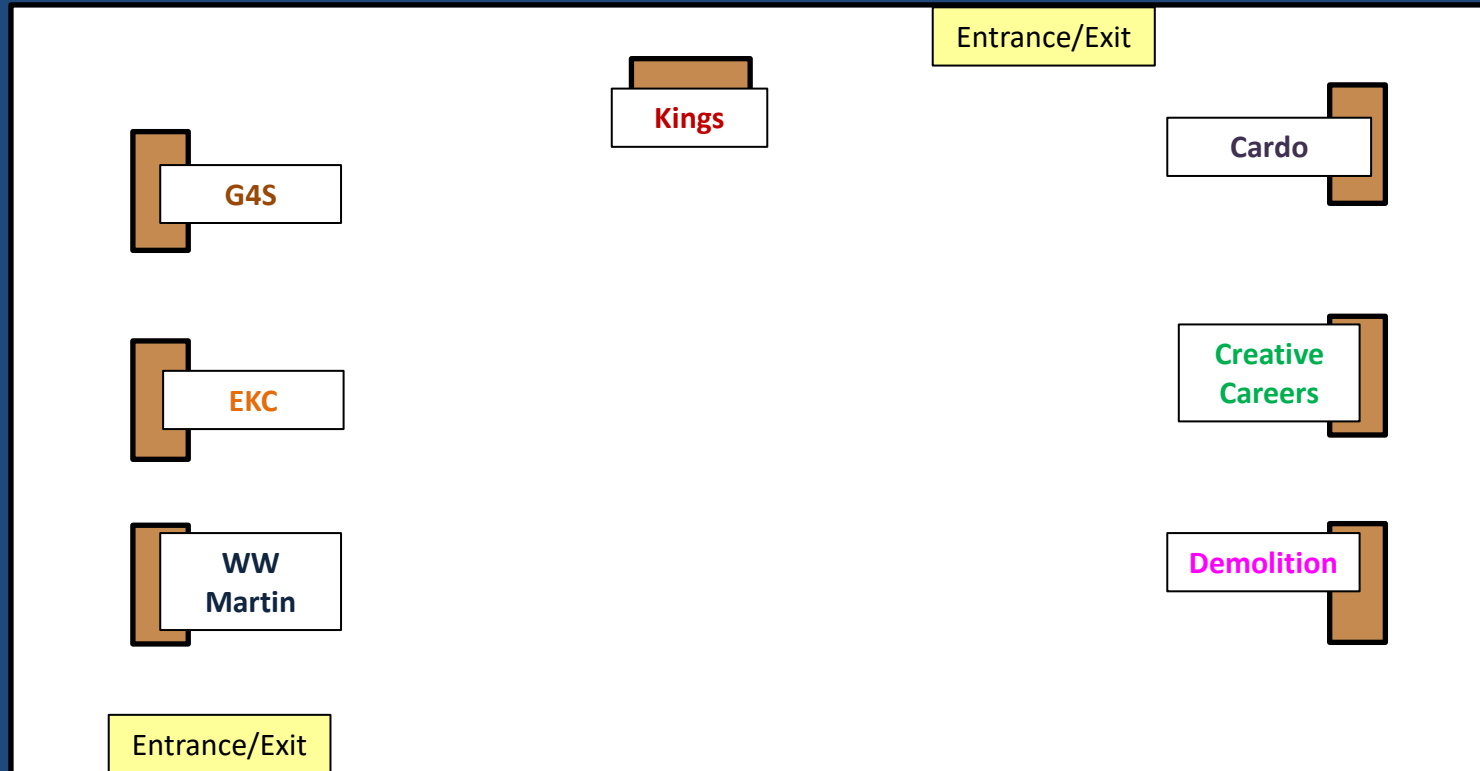 Entrance/Exit
Kings
Cardo
G4S
Creative
Careers
EKC
WW
Martin
Demolition
Entrance/Exit